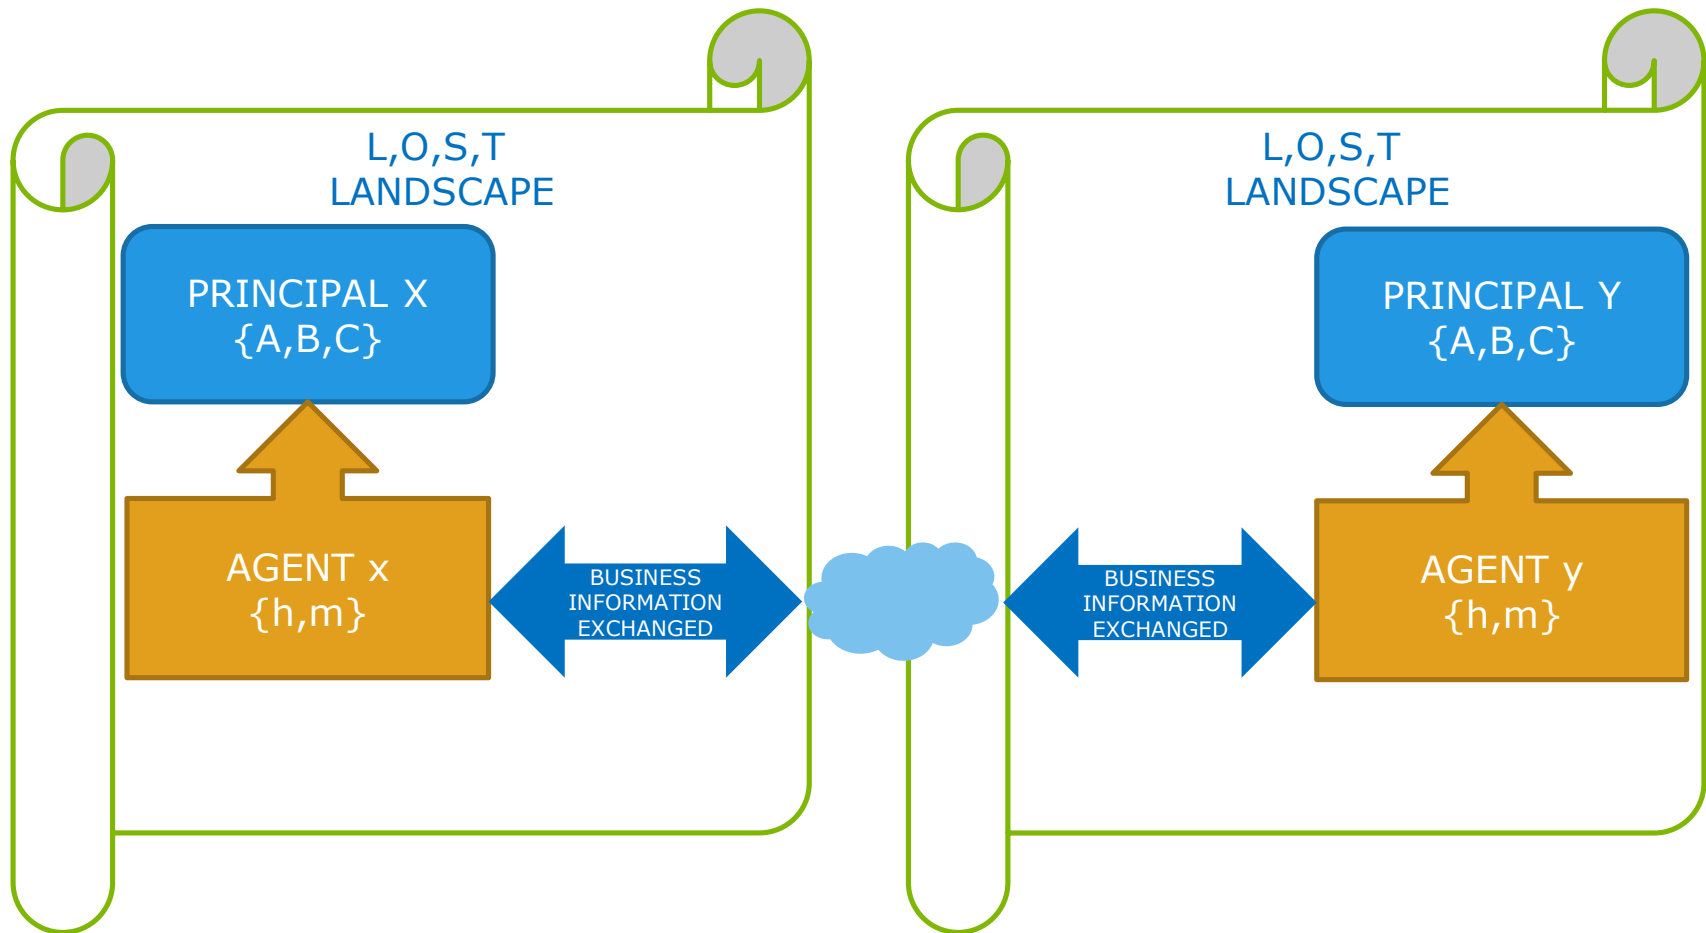 L,O,S,T
LANDSCAPE
PRINCIPAL X
{A,B,C}
AGENT x
{h,m}
BUSINESS
INFORMATION
EXCHANGED
L,O,S,T
LANDSCAPE
PRINCIPAL Y
{A,B,C}
BUSINESS
INFORMATION
EXCHANGED
AGENT y
{h,m}